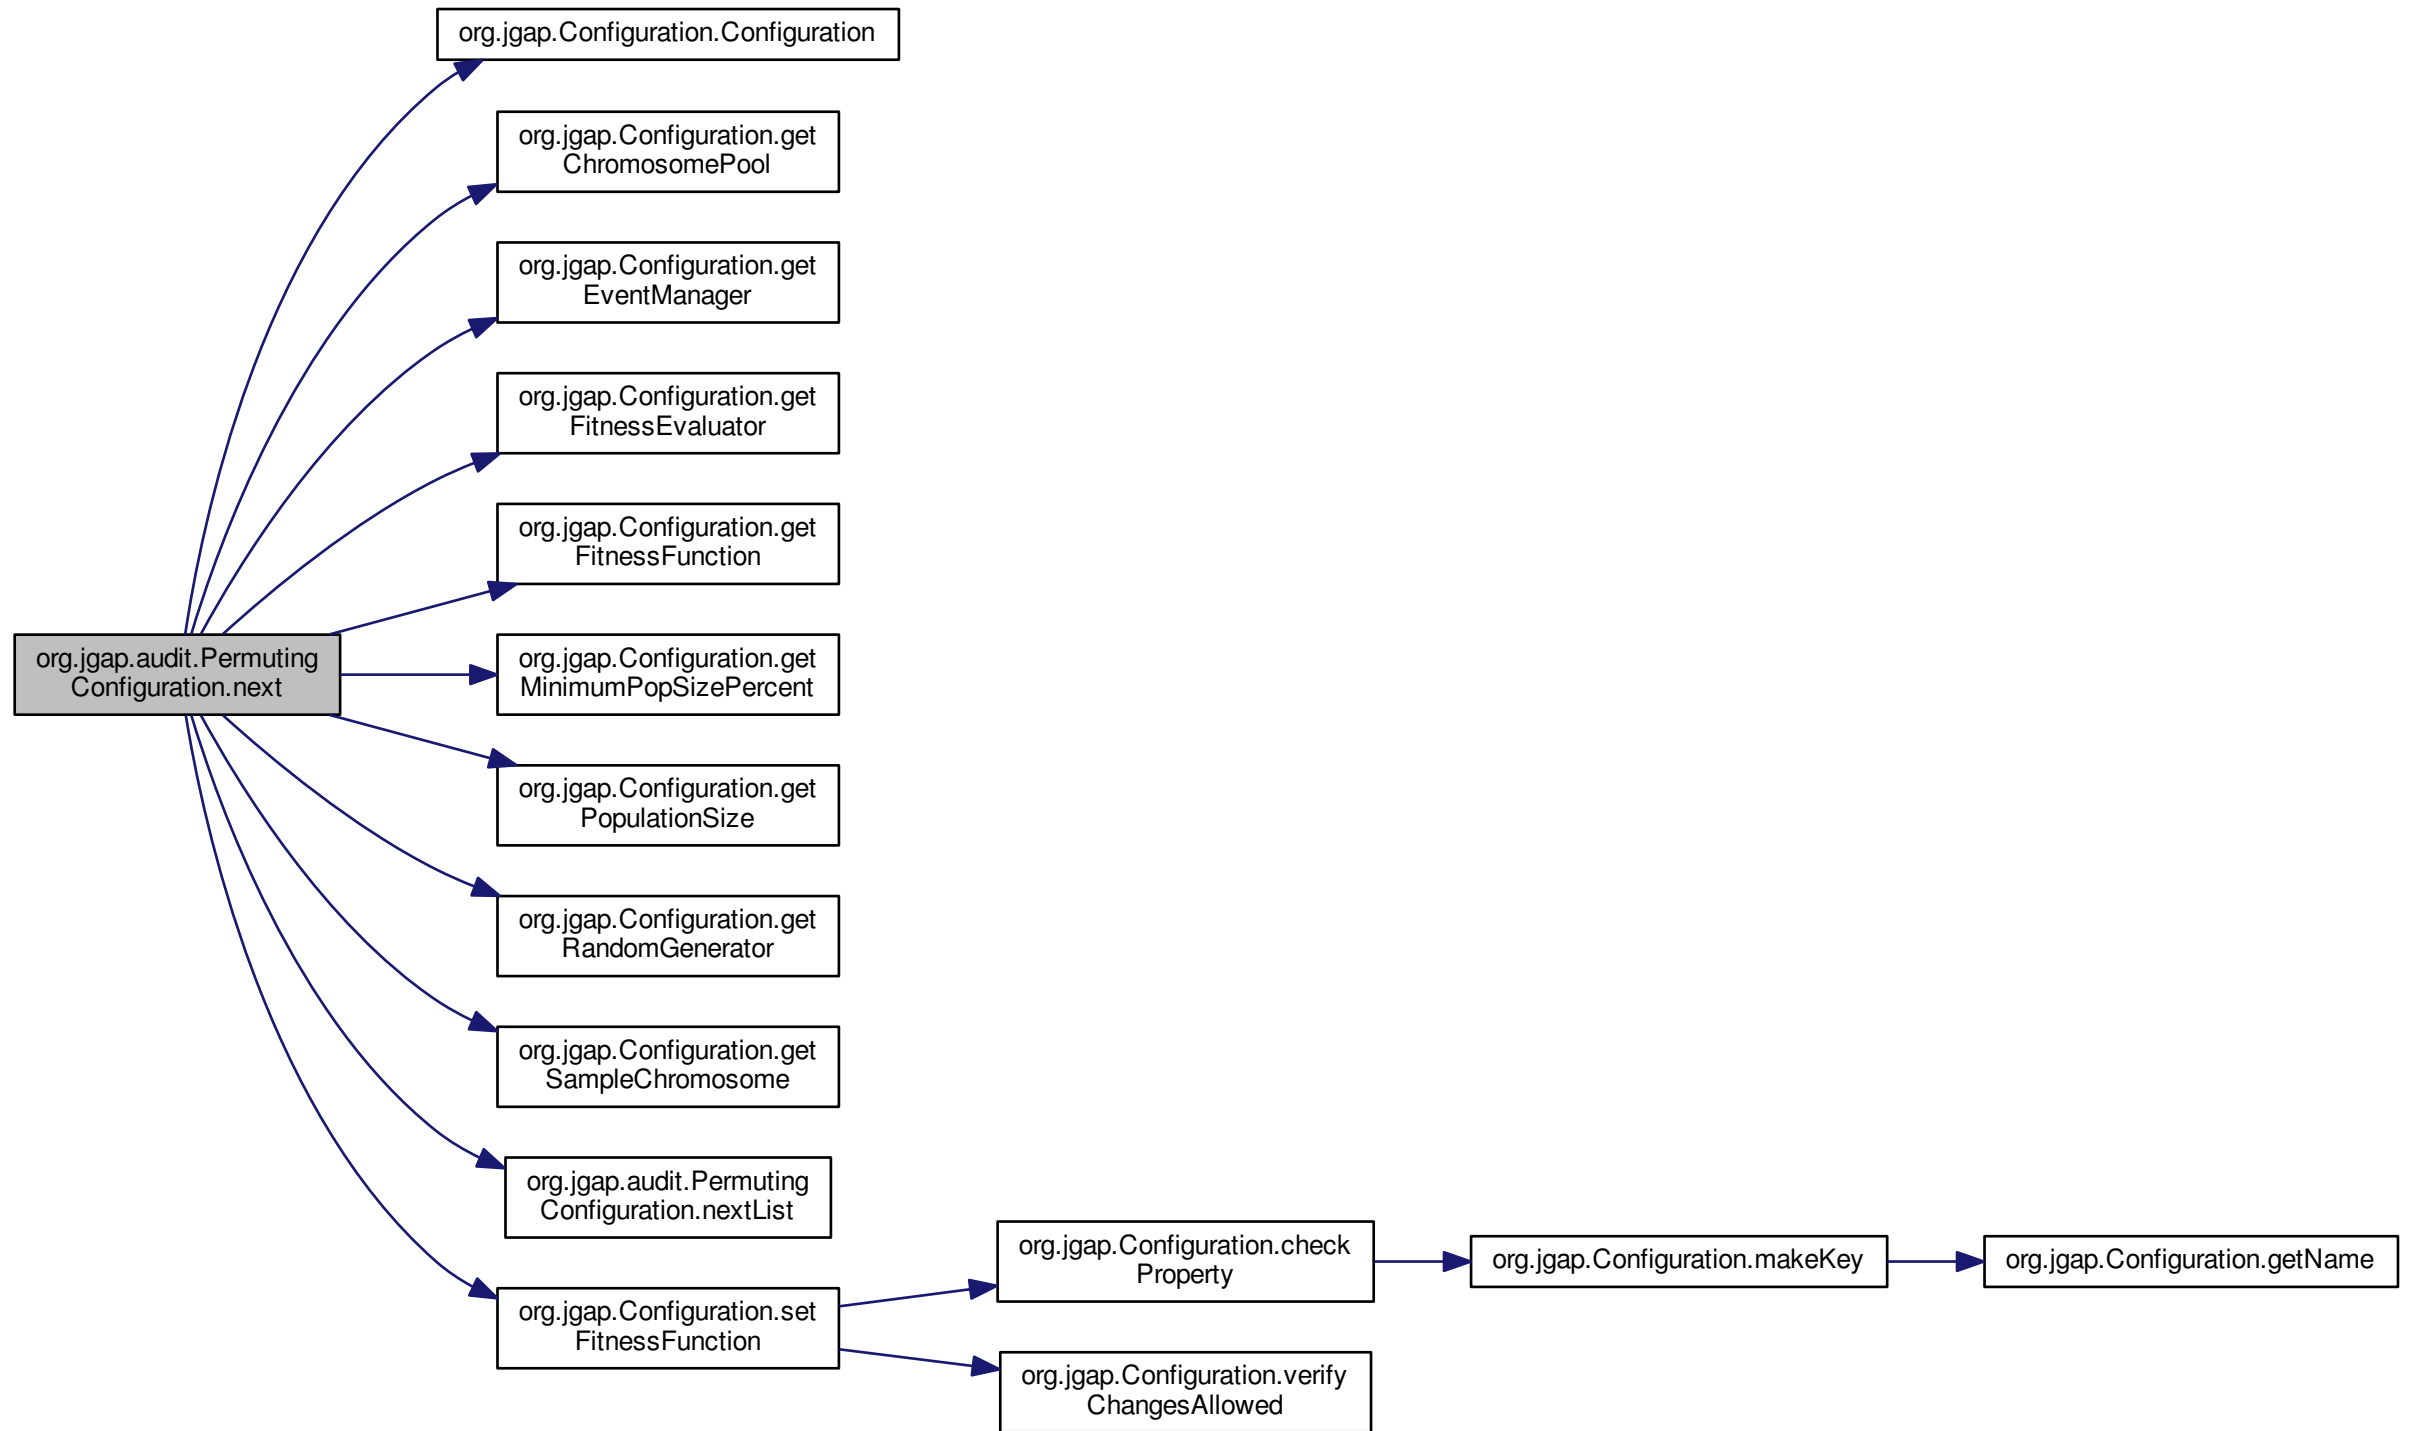 org.jgap.Configuration.Configuration
org.jgap.Configuration.get
ChromosomePool
org.jgap.Configuration.get
EventManager
org.jgap.Configuration.get
FitnessEvaluator
org.jgap.Configuration.get
FitnessFunction
org.jgap.audit.Permuting
Configuration.next
org.jgap.Configuration.get
MinimumPopSizePercent
org.jgap.Configuration.get
PopulationSize
org.jgap.Configuration.get
RandomGenerator
org.jgap.Configuration.get
SampleChromosome
org.jgap.audit.Permuting
Configuration.nextList
org.jgap.Configuration.set
FitnessFunction
org.jgap.Configuration.check
Property
org.jgap.Configuration.makeKey
org.jgap.Configuration.getName
org.jgap.Configuration.verify
ChangesAllowed